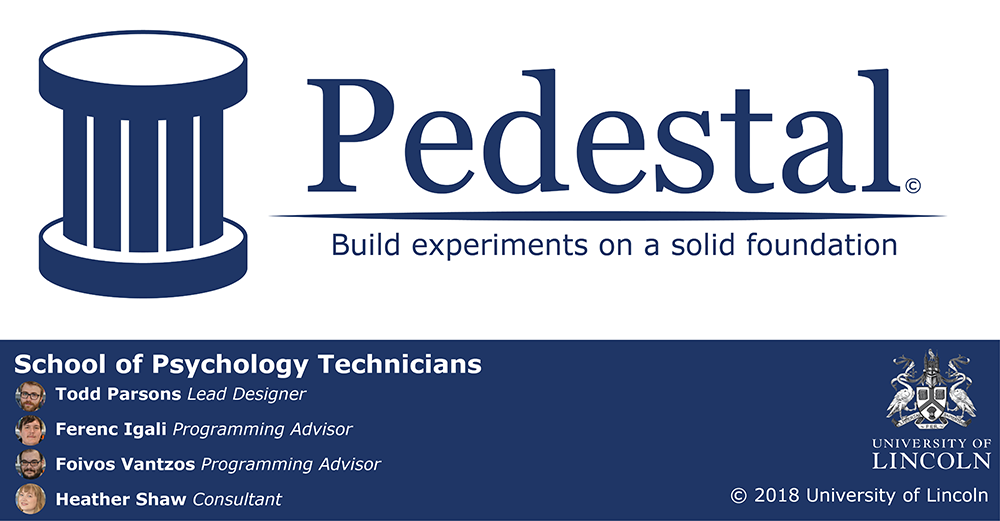 Pedestal©
Build experiments on a solid foundation
School of Psychology Technicians
Todd Parsons Lead Designer
Ferenc Igali Programming Advisor
Foivos Vantzos Programming Advisor
Heather Shaw Consultant
UNIVERSITY OF
LINCOLN
© 2018 University of Lincoln